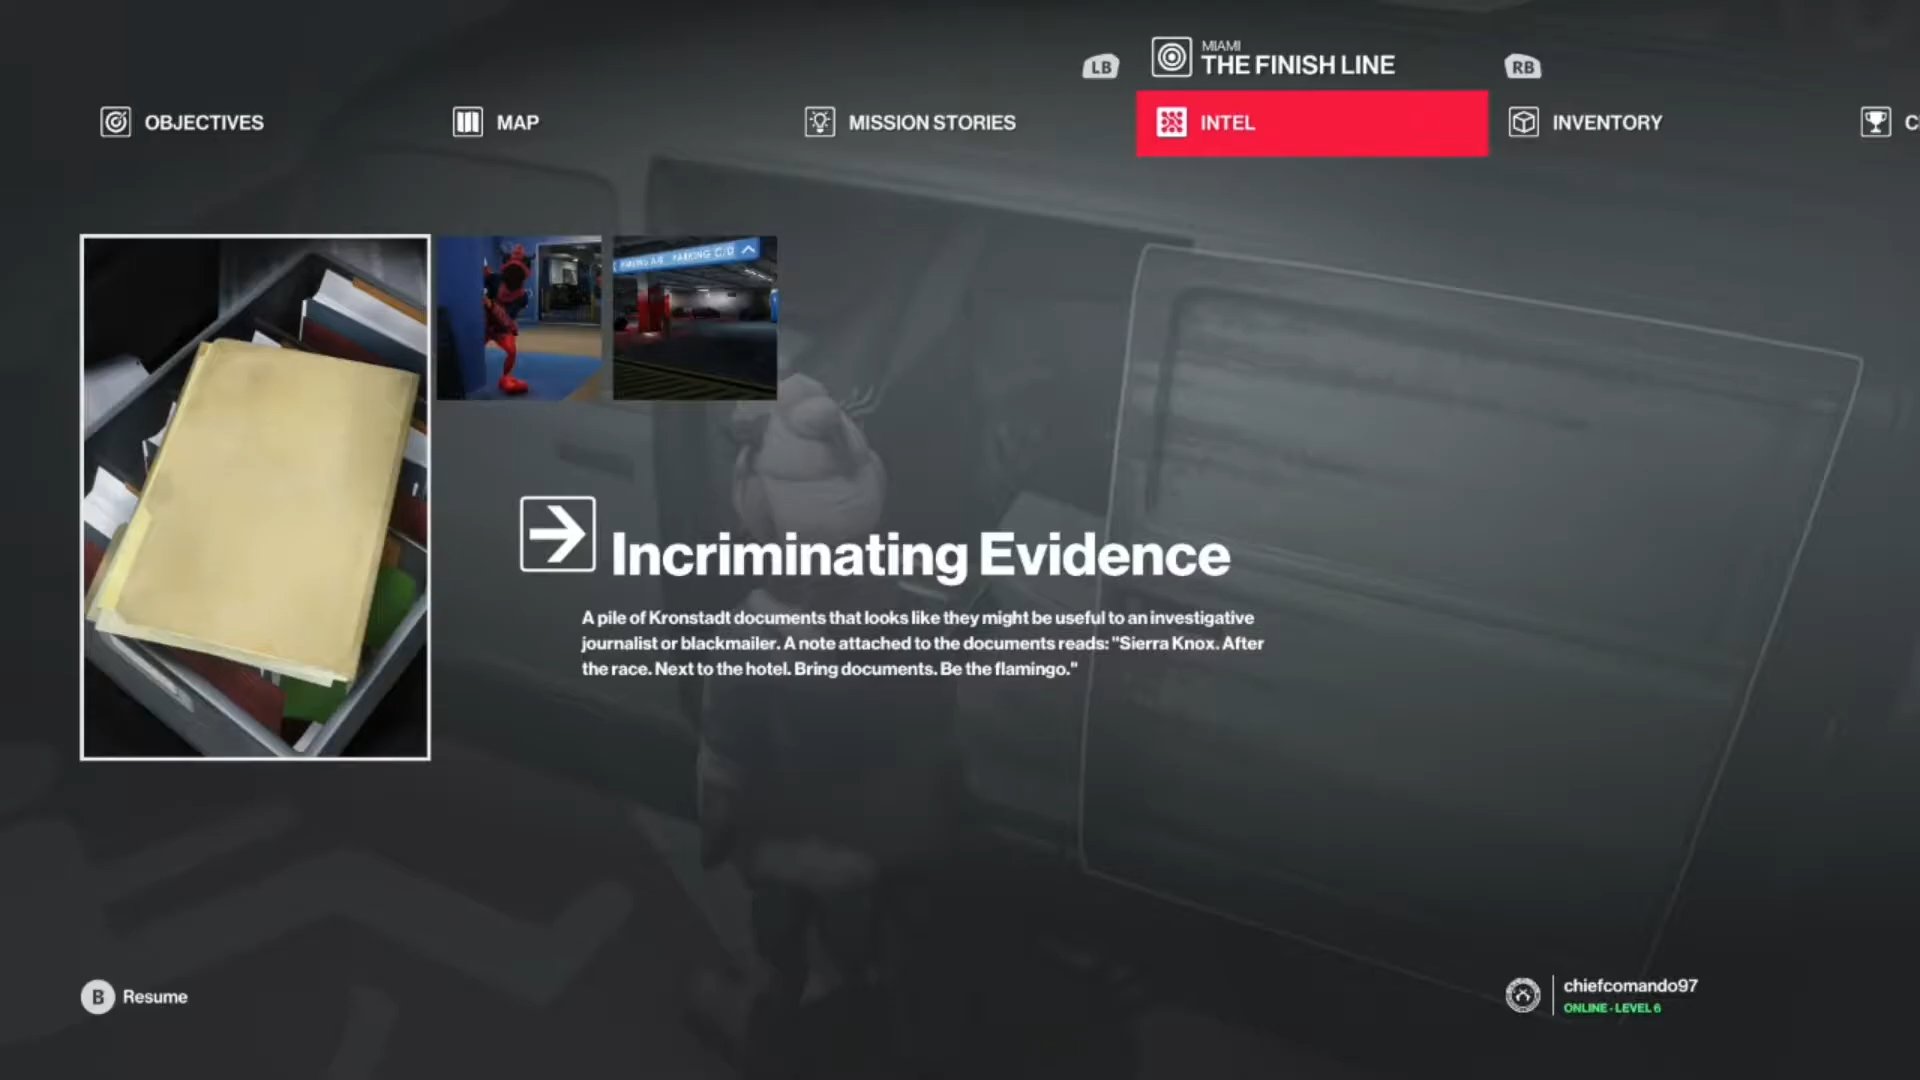 MIAMI
LB THE FINISH LINE RB
OBJECTIVES MAP MISSION STORIES INTEL INVENTORY C
PARKING C/D
Incriminating Evidence
A pile of Kronstadt documents that looks like they might be useful to an investigative
journalist or blackmailer. A note attached to the documents reads: "Sierra Knox. After
the race. Next to the hotel. Bring documents. Be the flamingo."
B Resume
chiefcomando97
ONLINE - LEVEL 6